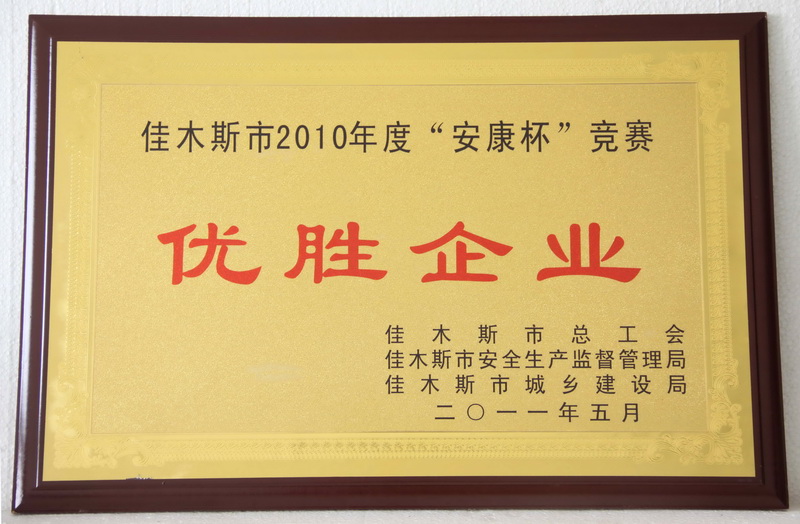 佳木斯市2010年度“安康杯”竞赛
优胜企业
佳木斯市总工会
佳木斯市安全生产监督管理局
佳木斯市城乡建设局
二〇一一年五月